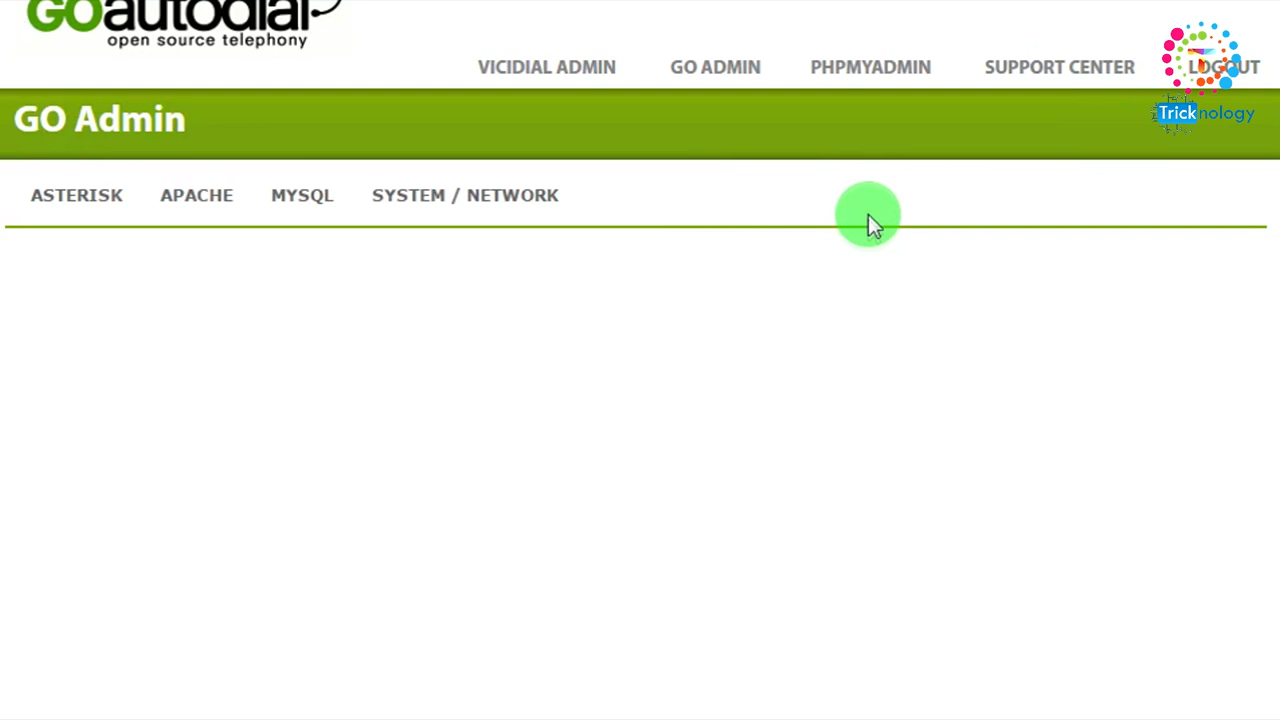 GOautodial
open source telephony
VICIDIAL ADMIN GO ADMIN PHPMYADMIN SUPPORT CENTER LOGOUT
Tricknology
GO Admin
ASTERISK APACHE MYSQL SYSTEM / NETWORK